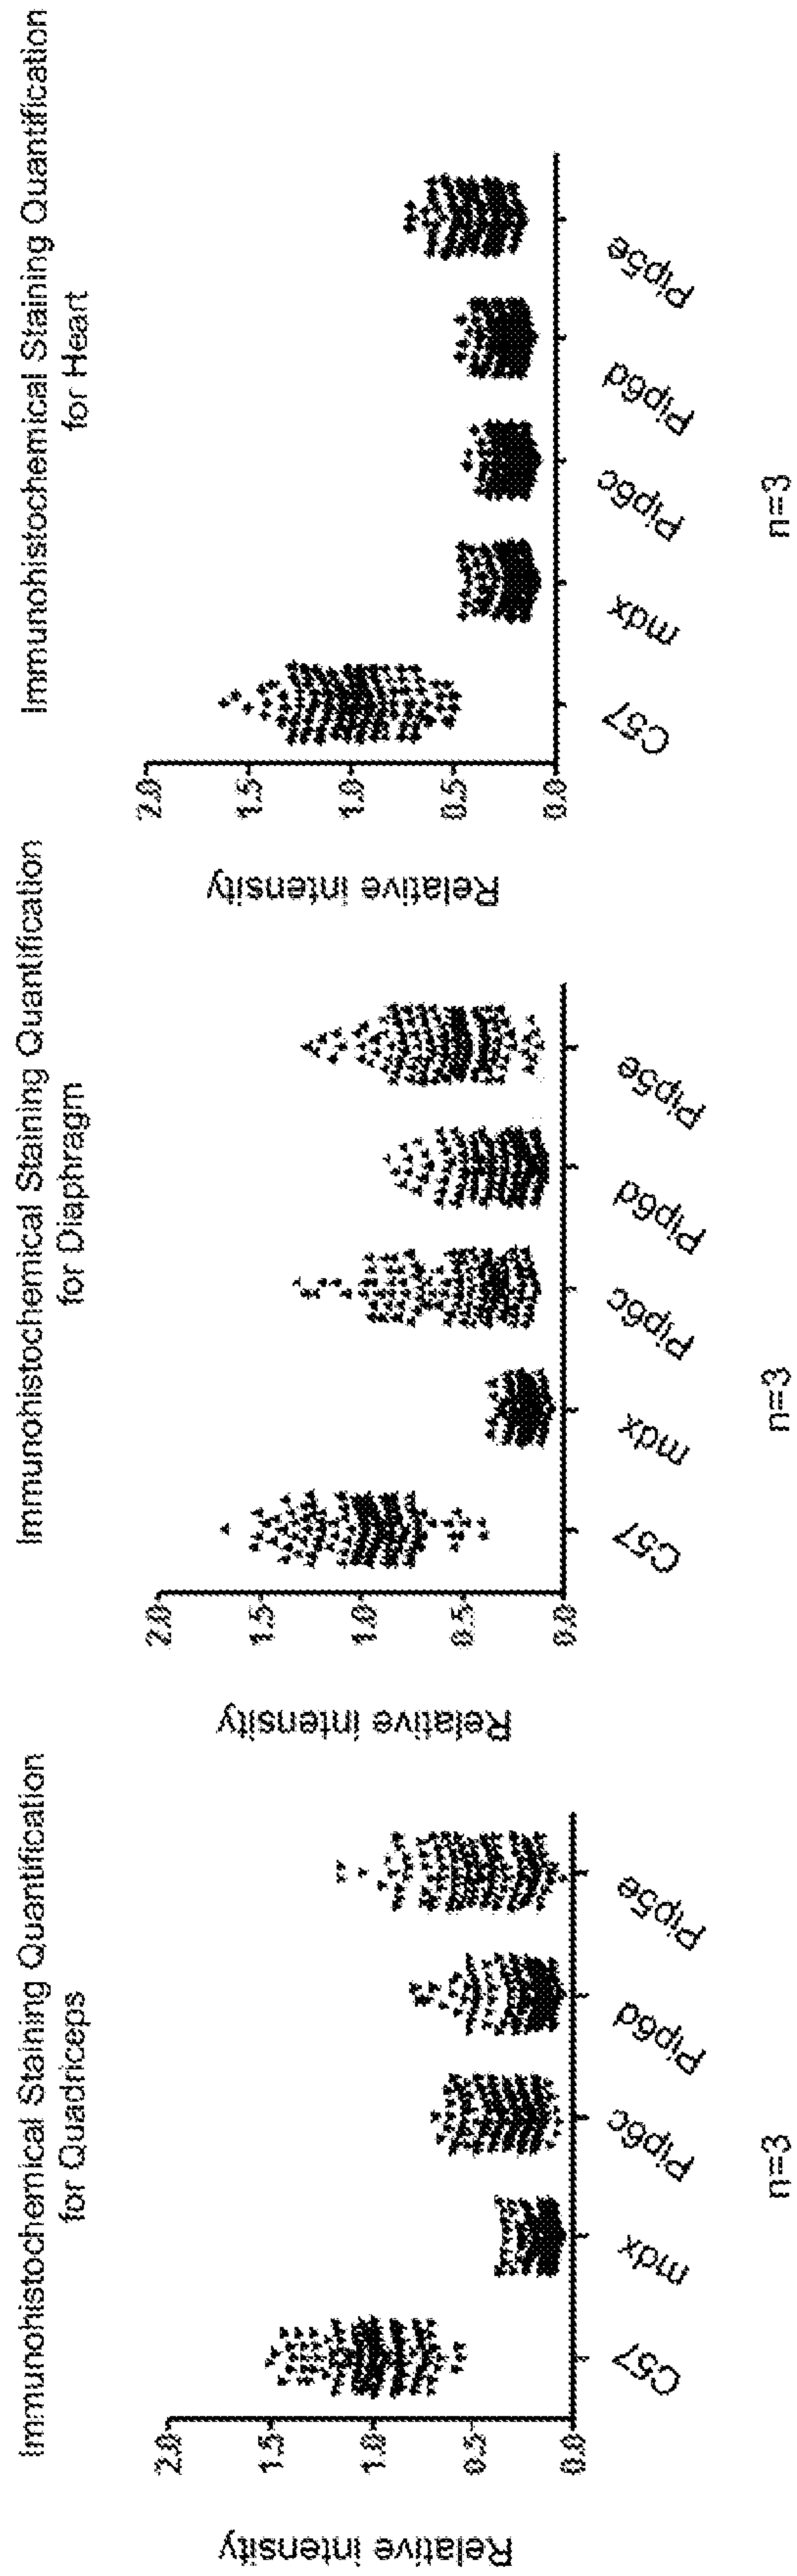 Immunohistochemical Staining Quantification
for Quadriceps
Relative intensity
2.0
1.5
1.0
0.5
0.0
C57
mdx
Pip6c
Pip6d
Pip5e
n=3
Immunohistochemical Staining Quantification
for Diaphragm
Relative intensity
2.0
1.5
1.0
0.5
0.0
C57
mdx
Pip6c
Pip6d
Pip5e
n=3
Immunohistochemical Staining Quantification
for Heart
Relative intensity
2.0
1.5
1.0
0.5
0.0
C57
mdx
Pip6c
Pip6d
Pip5e
n=3